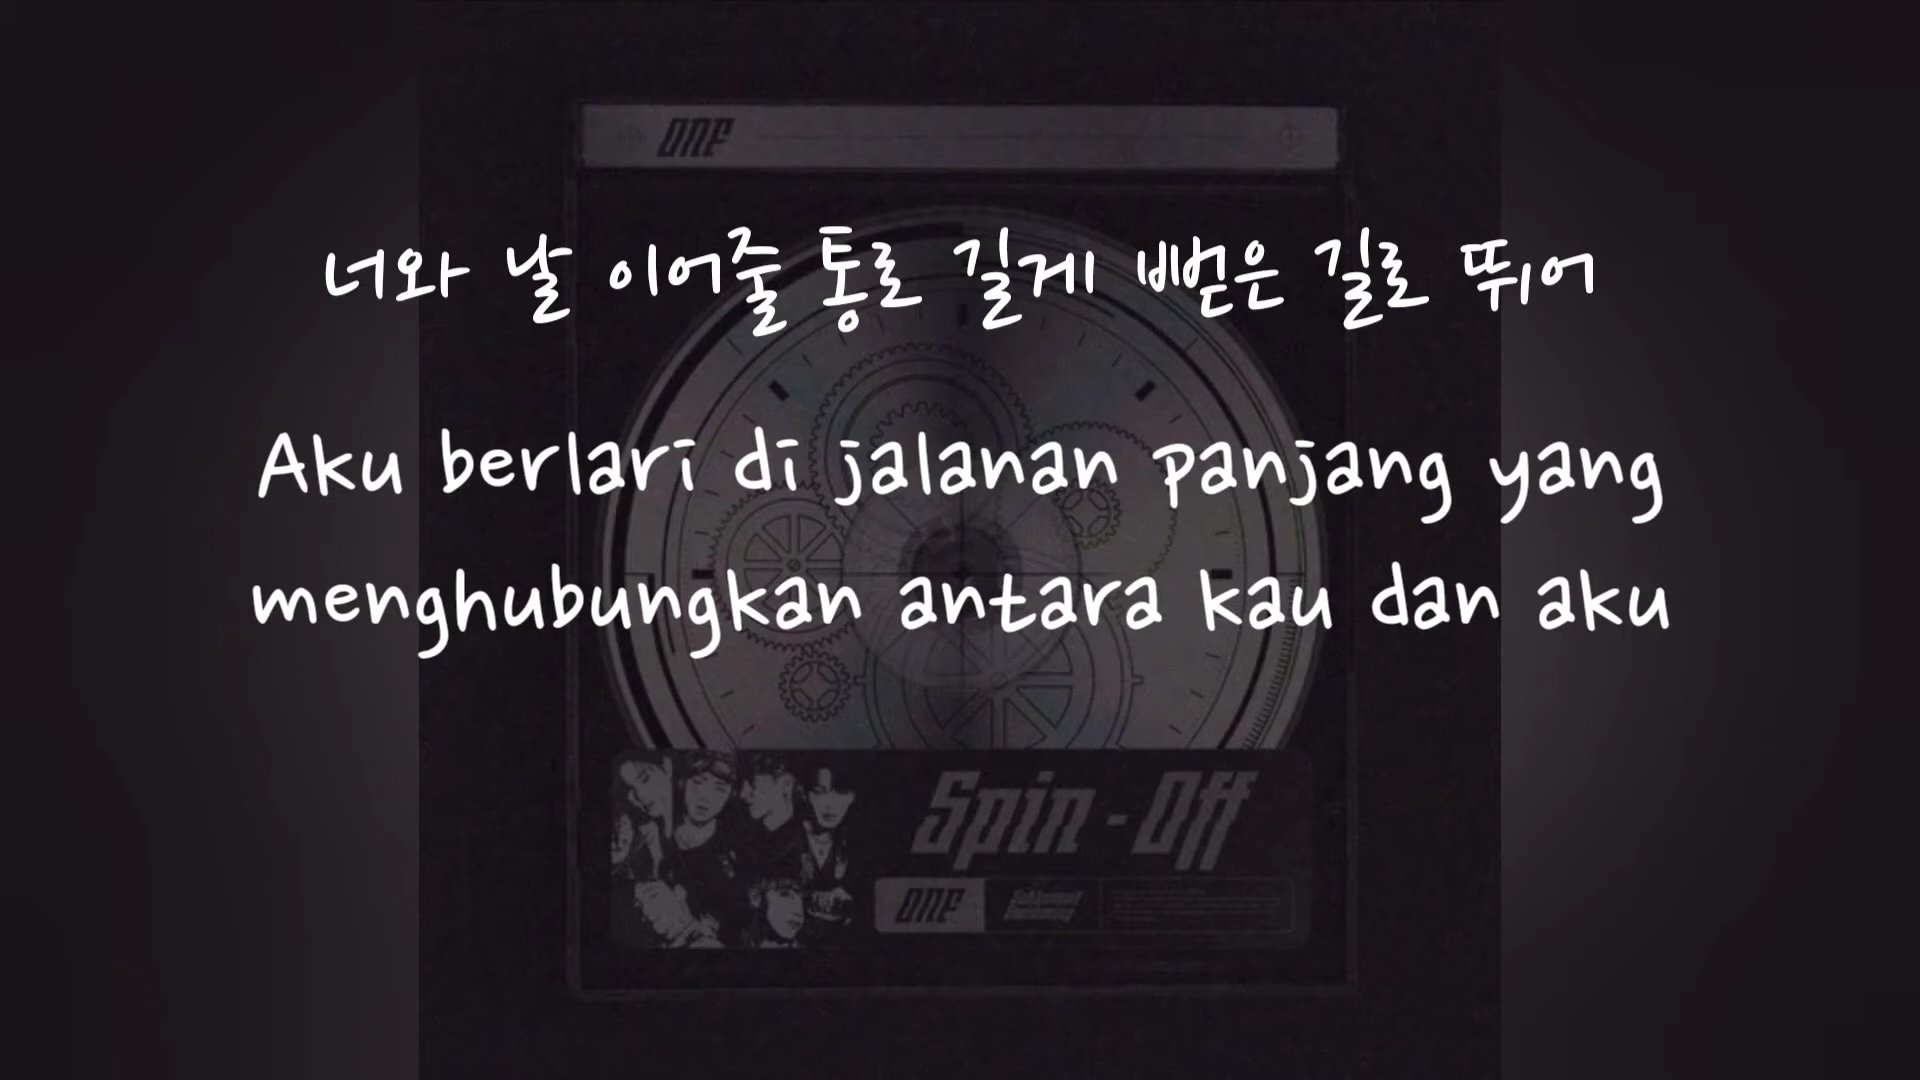 ONF
너와 날 이어줄 통로 길게 뻗은 길로 뛰어
Aku berlari di jalanan panjang yang
menghubungkan antara kau dan aku
Spin-Off
ONF